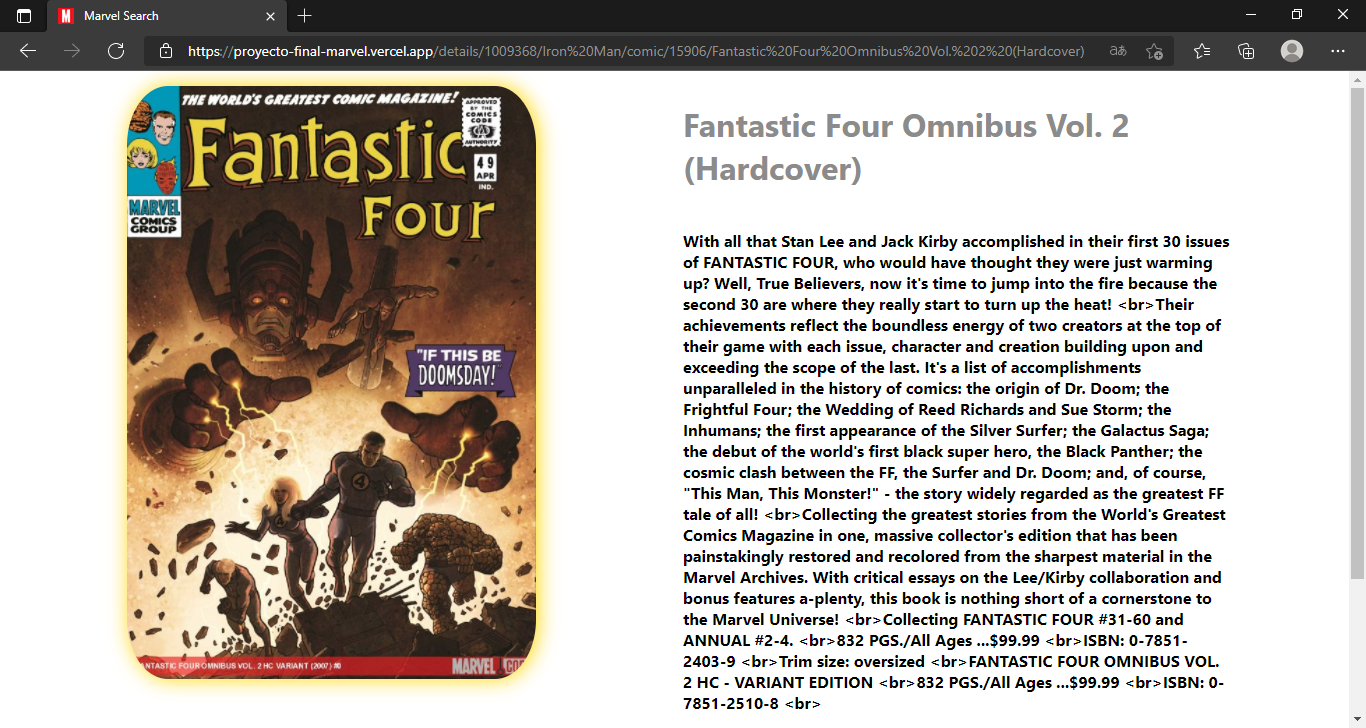 Marvel Search
https://proyecto-final-marvel.vercel.app/details/1009368/Iron%20Man/comic/15906/Fantastic%20Four%20Omnibus%20Vol.%202%20(Hardcover)
THE WORLD'S GREATEST COMIC MAGAZINE!
APPROVED
BY THE
COMICS
CODE
AUTHORITY
Fantastic
Four
49
APR
IND.
MARVEL
COMICS
GROUP
"IF THIS BE
DOOMSDAY!"
ANTASTIC FOUR OMNIBUS VOL. 2 HC VARIANT (2007) #0
MARVEL
Fantastic Four Omnibus Vol. 2
(Hardcover)
With all that Stan Lee and Jack Kirby accomplished in their first 30 issues
of FANTASTIC FOUR, who would have thought they were just warming
up? Well, True Believers, now it's time to jump into the fire because the
second 30 are where they really start to turn up the heat! <br>Their
achievements reflect the boundless energy of two creators at the top of
their game with each issue, character and creation building upon and
exceeding the scope of the last. It's a list of accomplishments
unparalleled in the history of comics: the origin of Dr. Doom; the
Frightful Four; the Wedding of Reed Richards and Sue Storm; the
Inhumans; the first appearance of the Silver Surfer; the Galactus Saga;
the debut of the world's first black super hero, the Black Panther; the
cosmic clash between the FF, the Surfer and Dr. Doom; and, of course,
"This Man, This Monster!" - the story widely regarded as the greatest FF
tale of all! <br>Collecting the greatest stories from the World's Greatest
Comics Magazine in one, massive collector's edition that has been
painstakingly restored and recolored from the sharpest material in the
Marvel Archives. With critical essays on the Lee/Kirby collaboration and
bonus features a-plenty, this book is nothing short of a cornerstone to
the Marvel Universe! <br>Collecting FANTASTIC FOUR #31-60 and
ANNUAL #2-4. <br>832 PGS./All Ages ...$99.99 <br>ISBN: 0-7851-
2403-9 <br>Trim size: oversized <br>FANTASTIC FOUR OMNIBUS VOL.
2 HC - VARIANT EDITION <br>832 PGS./All Ages ...$99.99 <br>ISBN: 0-
7851-2510-8 <br>